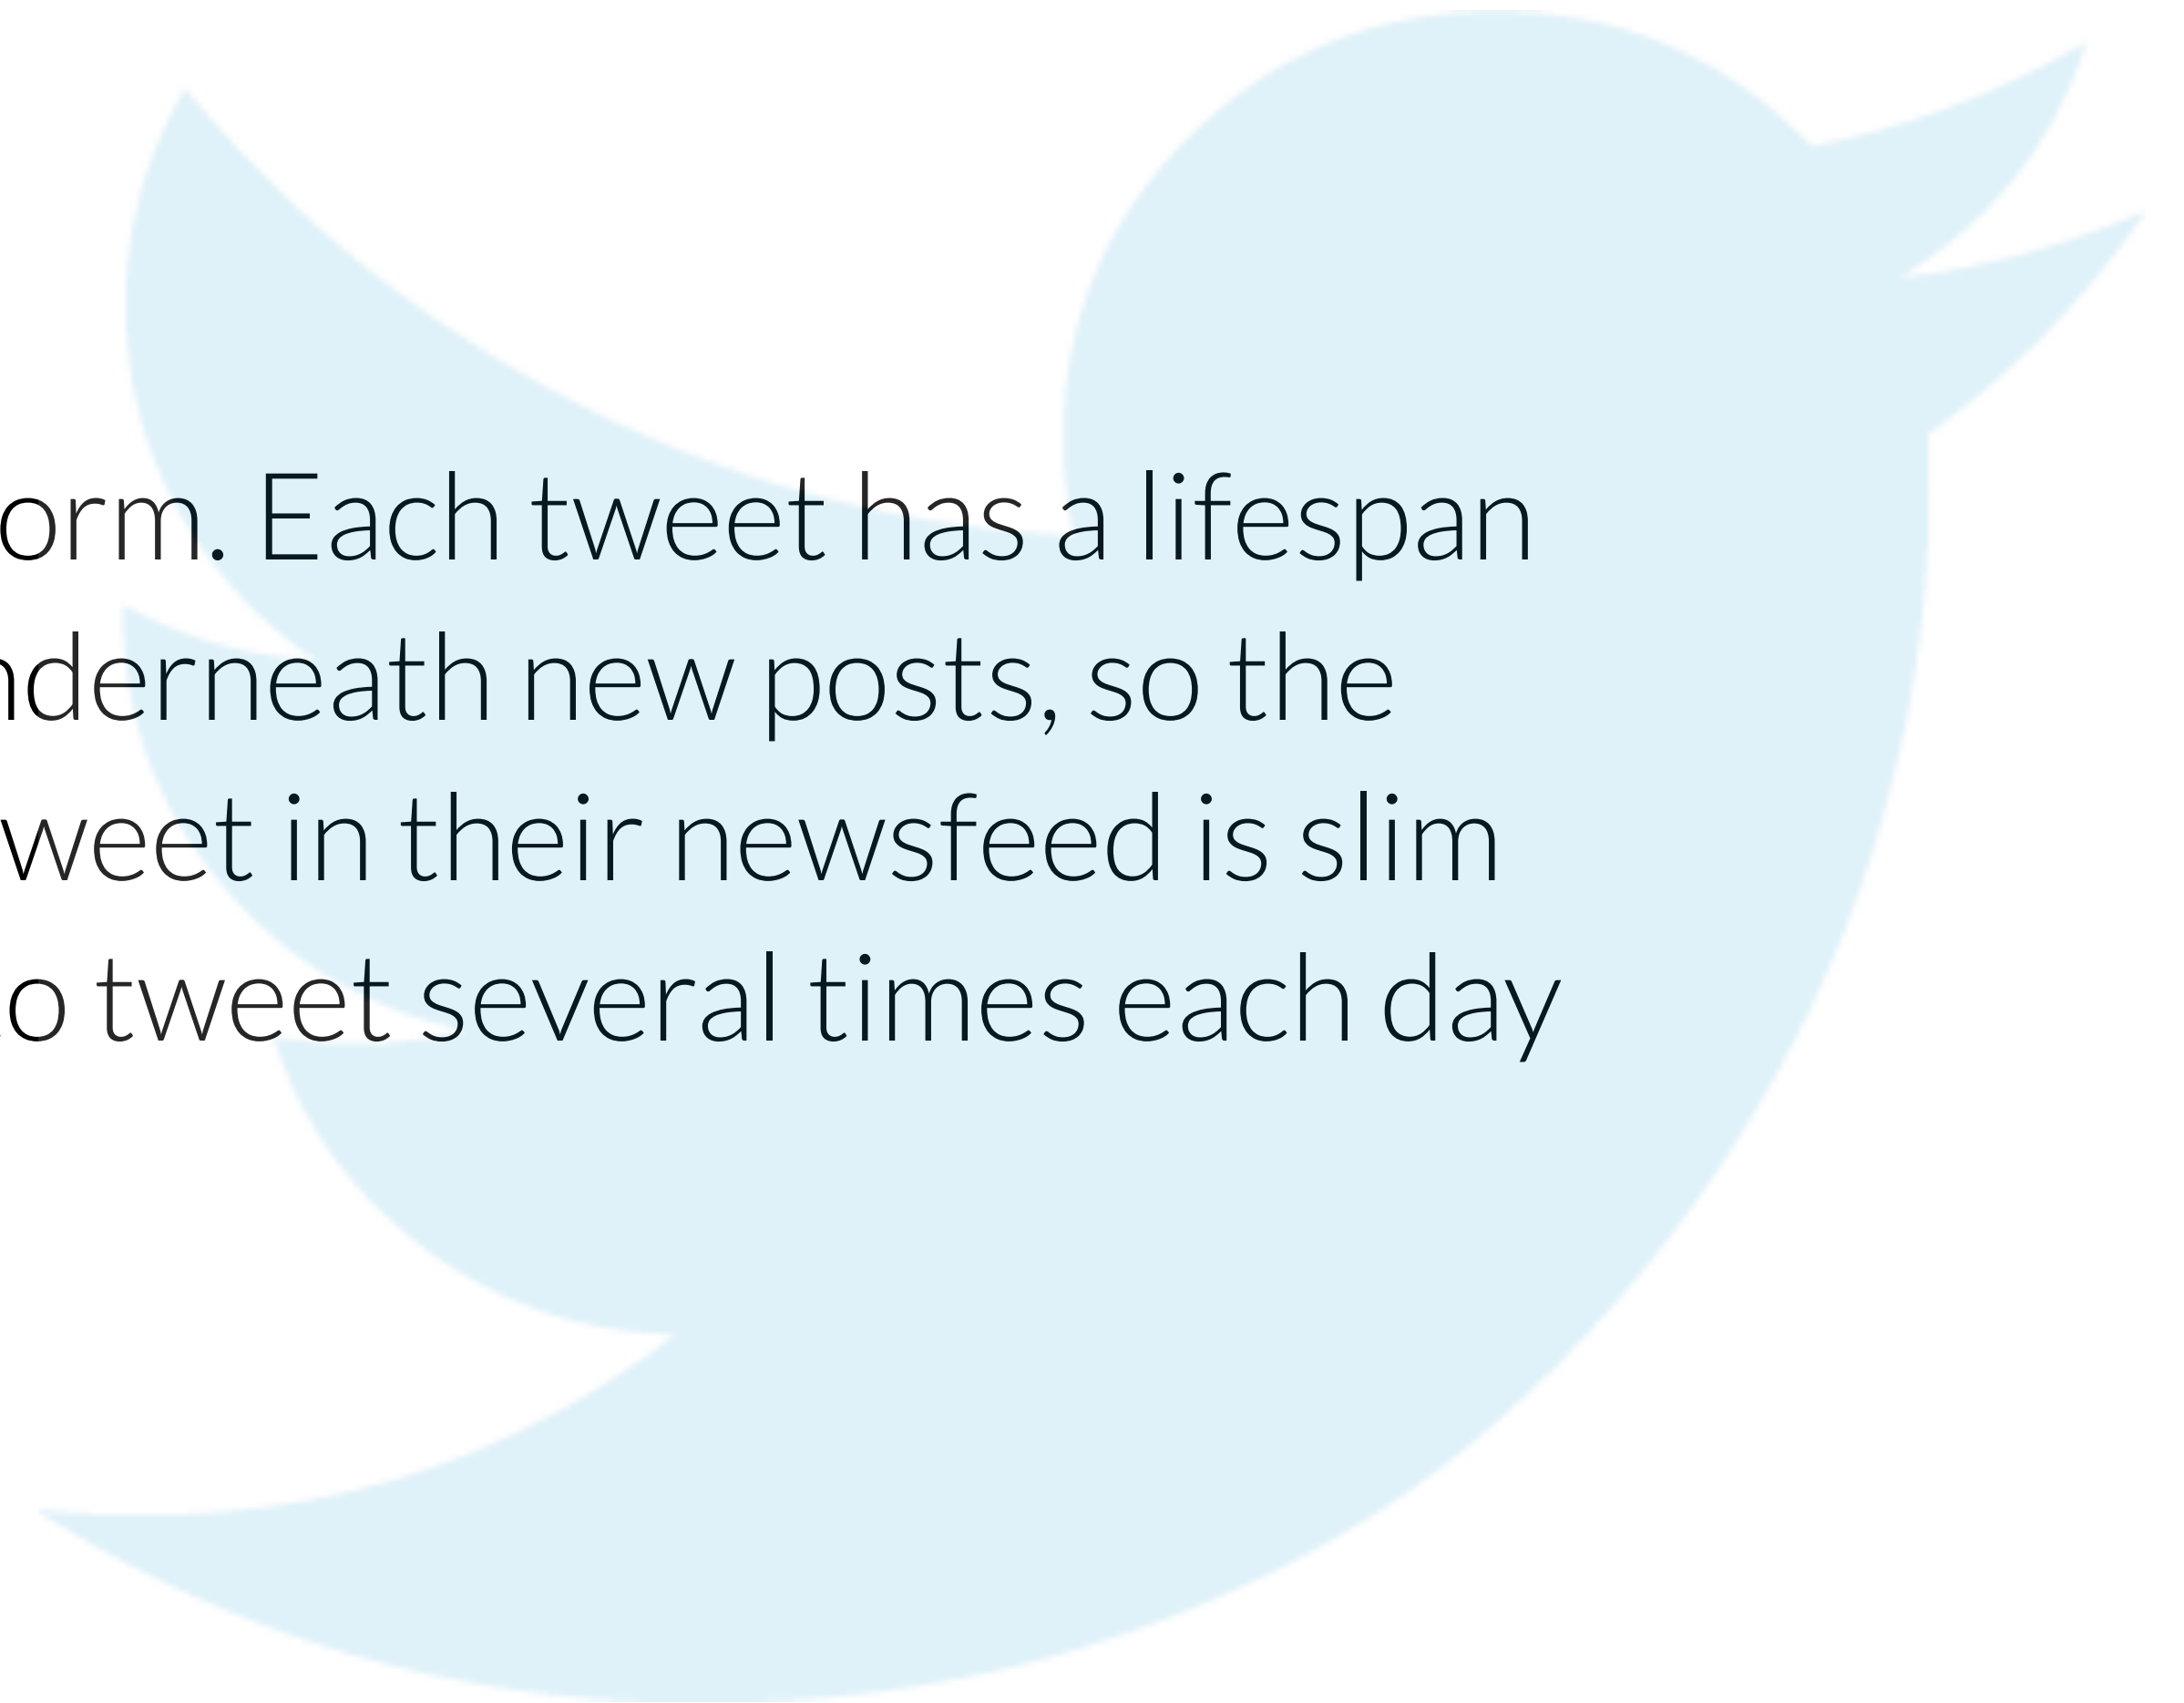 orm. Each tweet has a lifespan
nderneath new posts, so the
weet in their newsfeed is slim
o tweet several times each day